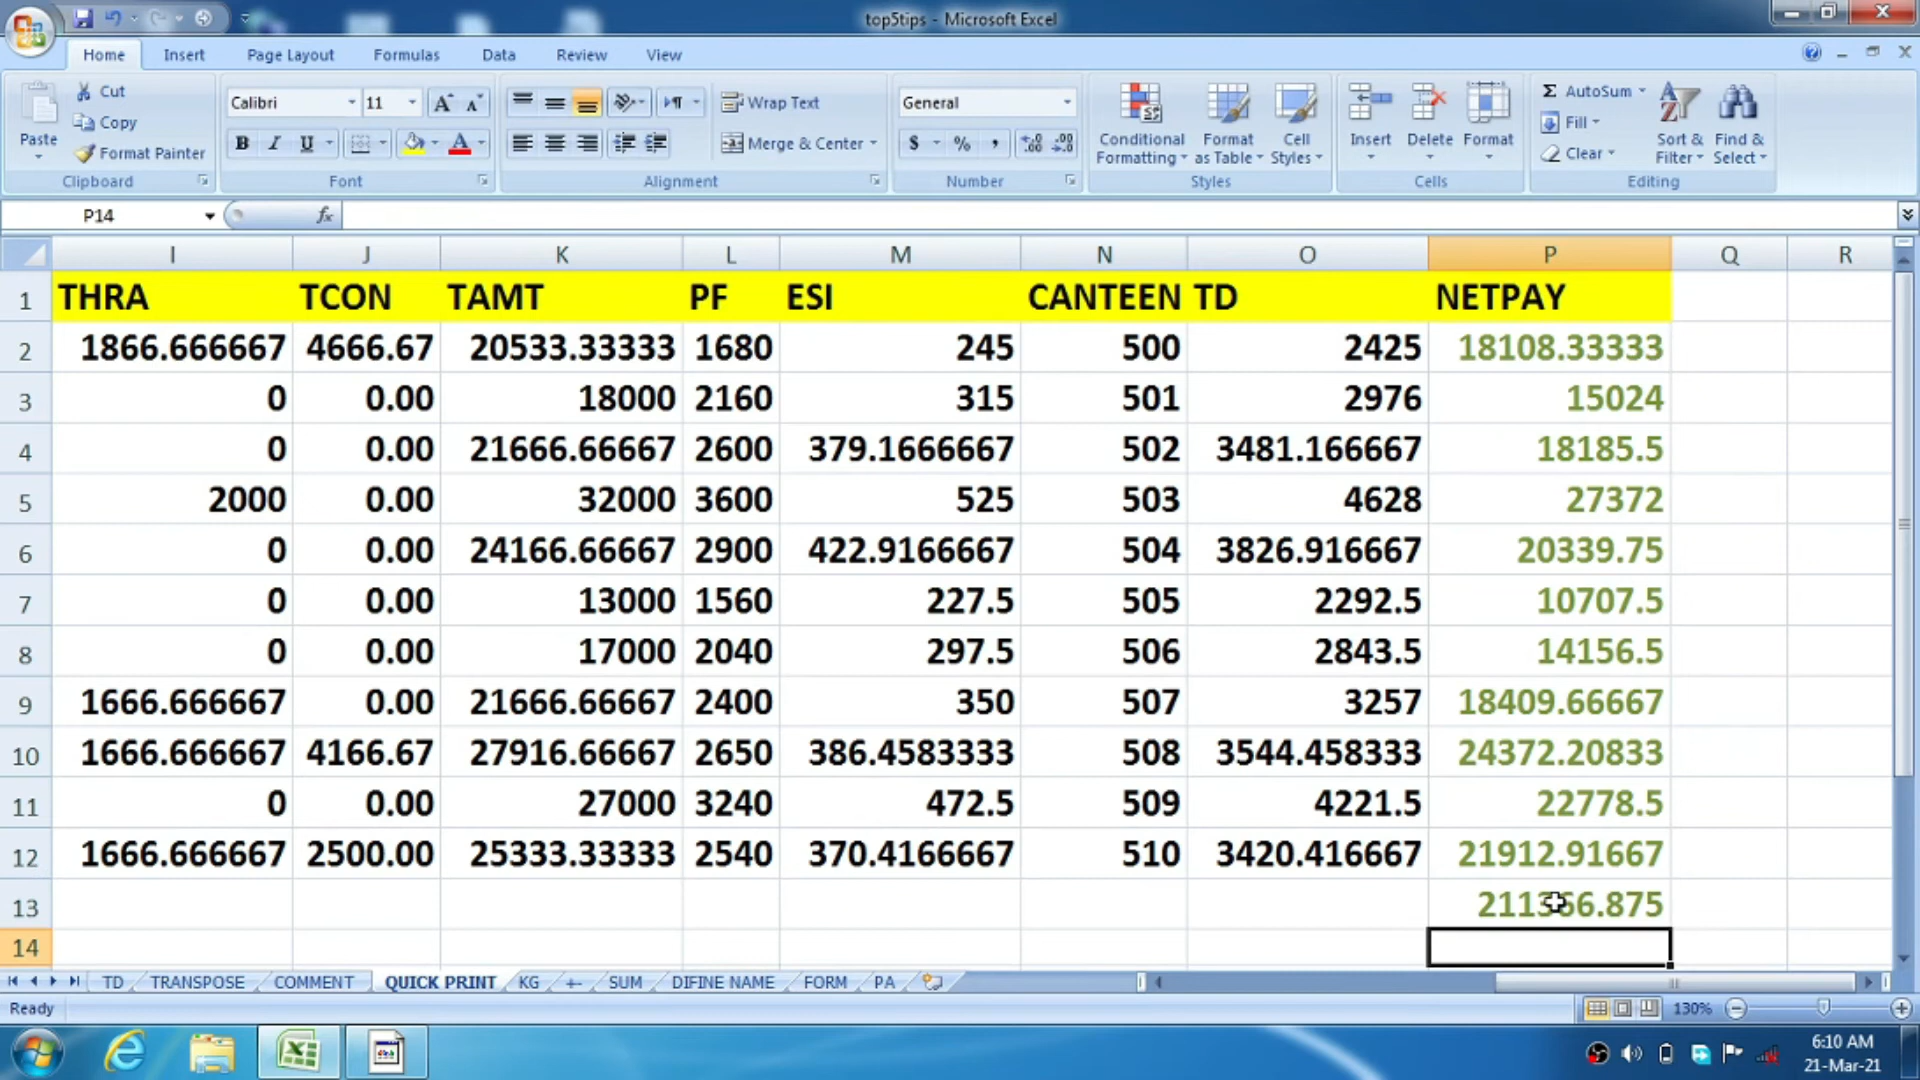 top5tips - Microsoft Excel
Home Insert Page Layout Formulas Data Review View
Paste
Cut
Copy
Format Painter
Clipboard
Calibri 11
B I U
Font
Wrap Text
Merge & Center
Alignment
General
$ % ,
Number
Conditional Formatting
Format as Table
Cell Styles
Styles
Insert Delete Format
Cells
Σ AutoSum
Fill
Clear
Sort & Filter
Find & Select
Editing
P14 fx
I J K L M N O P Q R
1 THRA TCON TAMT PF ESI CANTEEN TD NETPAY
2 1866.666667 4666.67 20533.33333 1680 245 500 2425 18108.33333
3 0 0.00 18000 2160 315 501 2976 15024
4 0 0.00 21666.66667 2600 379.1666667 502 3481.166667 18185.5
5 2000 0.00 32000 3600 525 503 4628 27372
6 0 0.00 24166.66667 2900 422.9166667 504 3826.916667 20339.75
7 0 0.00 13000 1560 227.5 505 2292.5 10707.5
8 0 0.00 17000 2040 297.5 506 2843.5 14156.5
9 1666.666667 0.00 21666.66667 2400 350 507 3257 18409.66667
10 1666.666667 4166.67 27916.66667 2650 386.4583333 508 3544.458333 24372.20833
11 0 0.00 27000 3240 472.5 509 4221.5 22778.5
12 1666.666667 2500.00 25333.33333 2540 370.4166667 510 3420.416667 21912.91667
13 211366.875
14
TD TRANSPOSE COMMENT QUICK PRINT KG +- SUM DIFINE NAME FORM PA
Ready 130%
6:10 AM
21-Mar-21